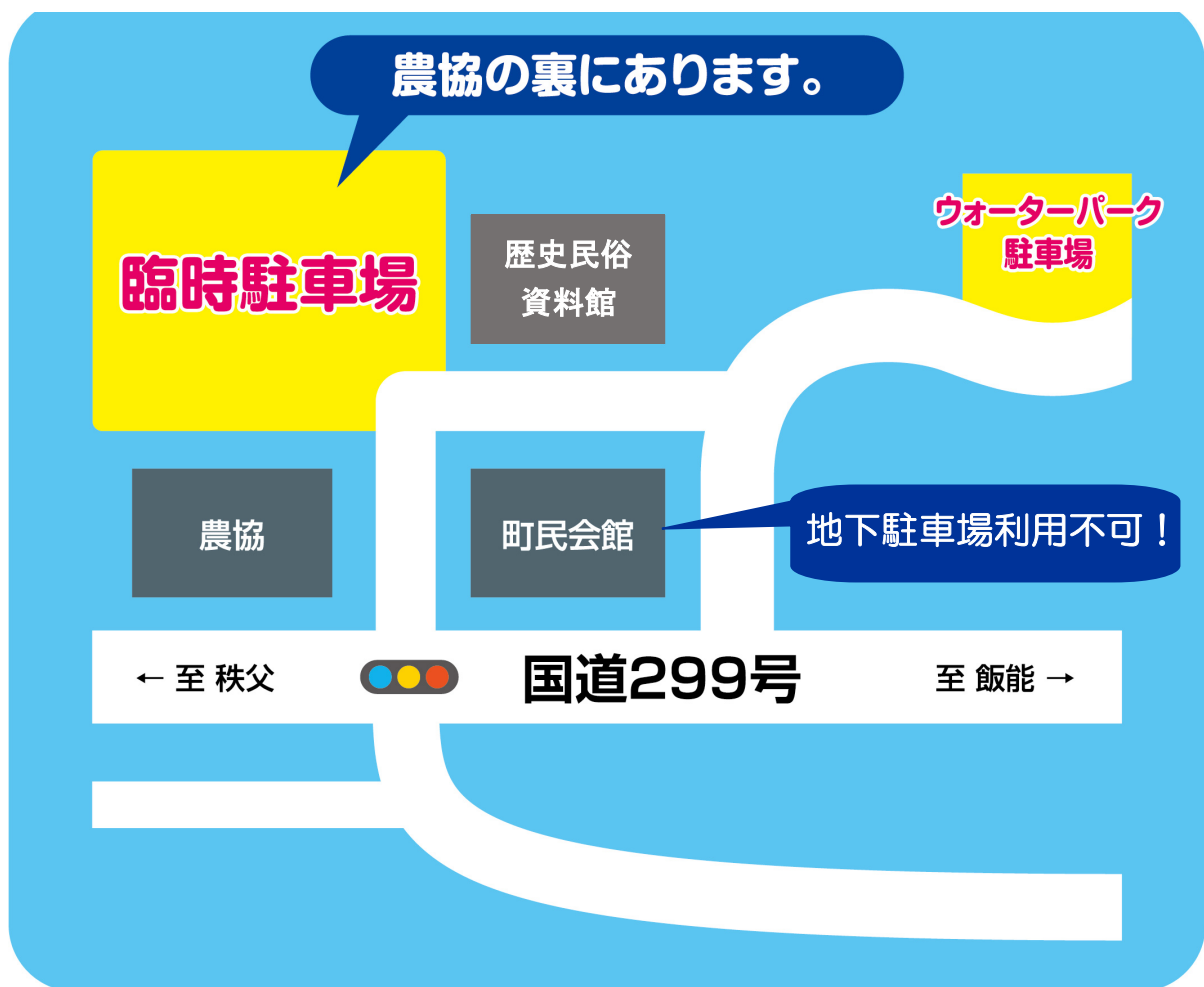 農協の裏にあります。
臨時駐車場
歴史民俗
資料館
ウォーターパーク
駐車場
農協
町民会館
地下駐車場利用不可！
← 至 秩父
国道299号
至 飯能 →